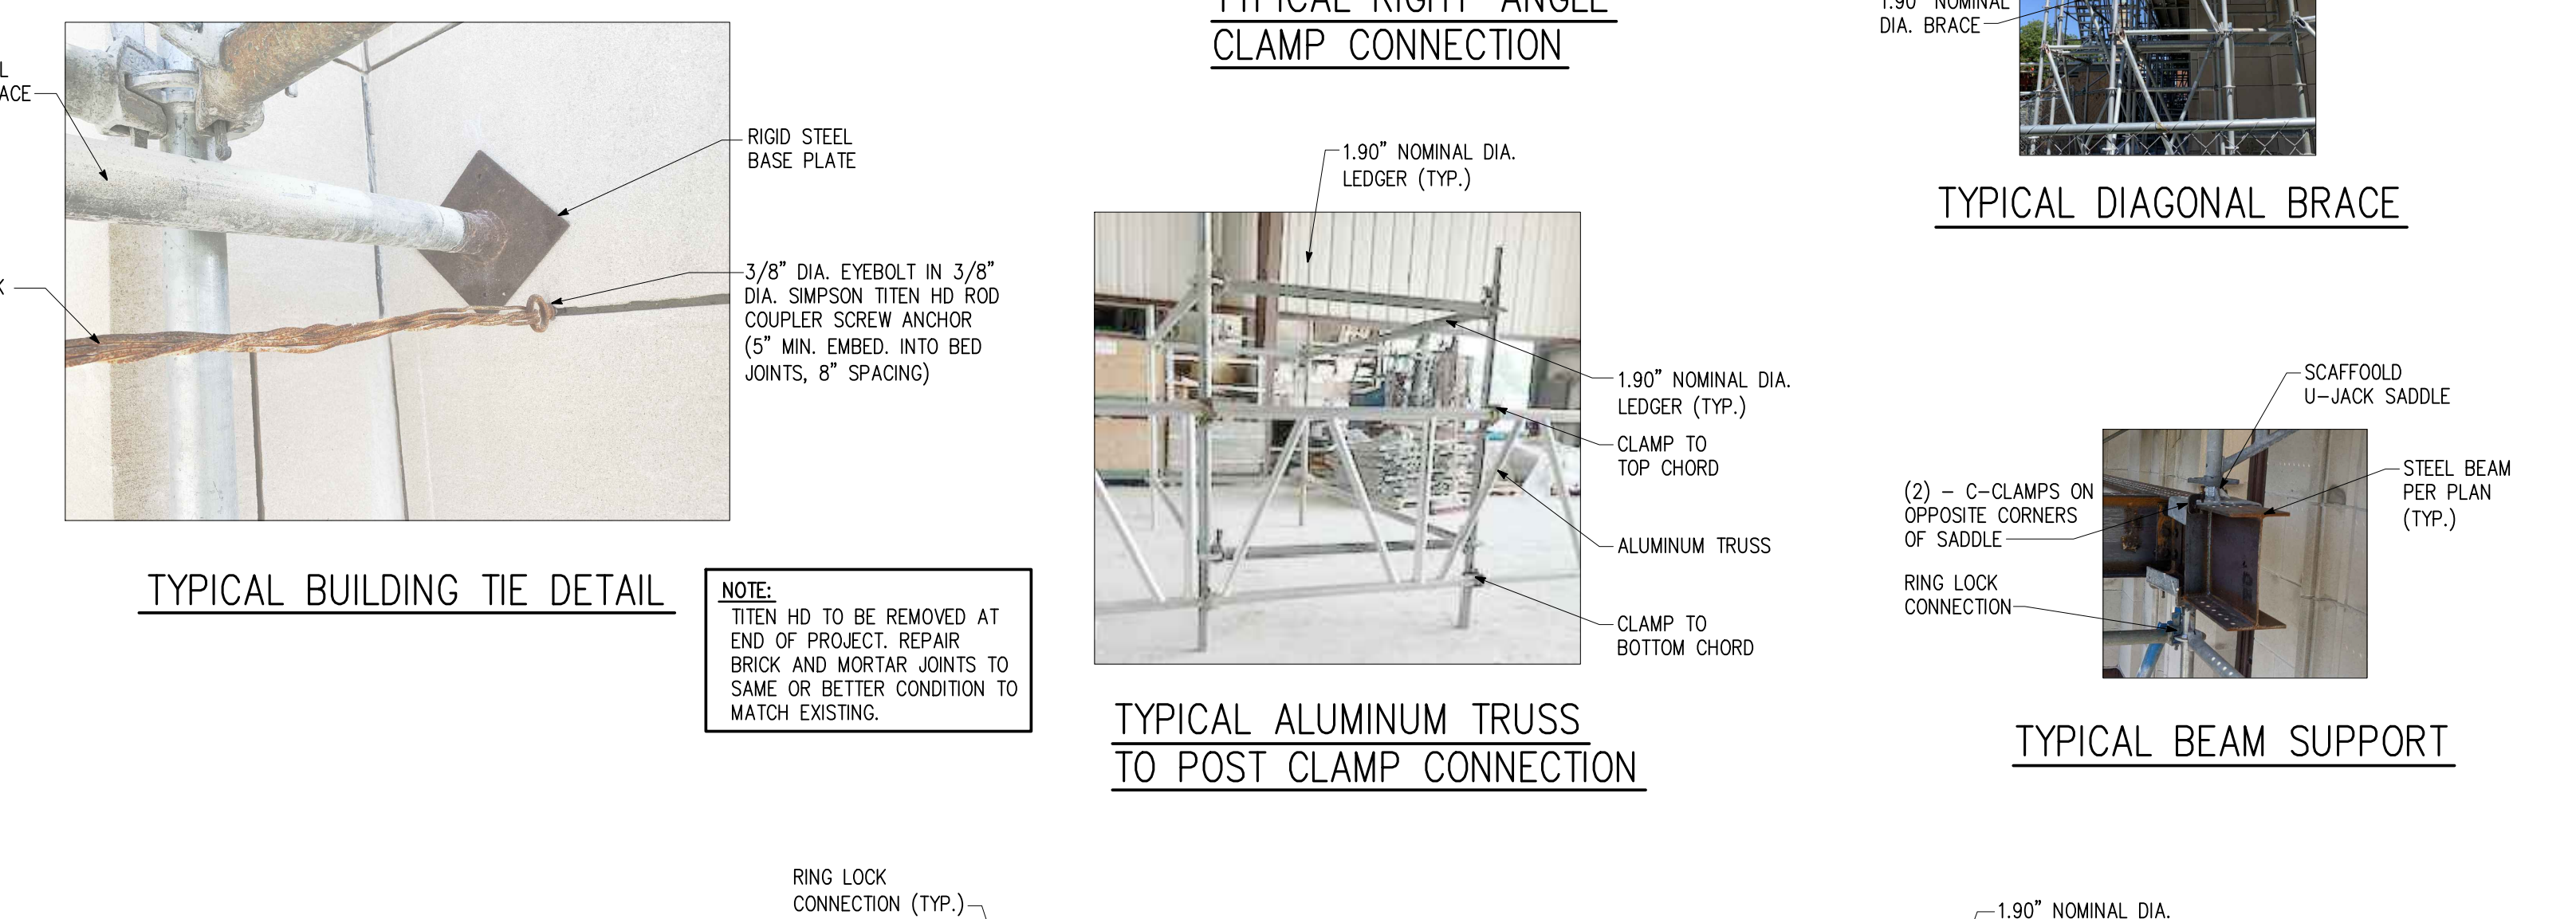 TYPICAL RIGHT ANGLE
CLAMP CONNECTION
1.90" NOMINAL
DIA. BRACE
TYPICAL DIAGONAL BRACE
RIGID STEEL
BASE PLATE
3/8" DIA. EYEBOLT IN 3/8"
DIA. SIMPSON TITEN HD ROD
COUPLER SCREW ANCHOR
(5" MIN. EMBED. INTO BED
JOINTS, 8" SPACING)
TYPICAL BUILDING TIE DETAIL
NOTE:
TITEN HD TO BE REMOVED AT
END OF PROJECT. REPAIR
BRICK AND MORTAR JOINTS TO
SAME OR BETTER CONDITION TO
MATCH EXISTING.
1.90" NOMINAL DIA.
LEDGER (TYP.)
1.90" NOMINAL DIA.
LEDGER (TYP.)
CLAMP TO
TOP CHORD
ALUMINUM TRUSS
CLAMP TO
BOTTOM CHORD
TYPICAL ALUMINUM TRUSS
TO POST CLAMP CONNECTION
SCAFFOOLD
U-JACK SADDLE
STEEL BEAM
PER PLAN
(TYP.)
(2) - C-CLAMPS ON
OPPOSITE CORNERS
OF SADDLE
RING LOCK
CONNECTION
TYPICAL BEAM SUPPORT
RING LOCK
CONNECTION (TYP.)
1.90" NOMINAL DIA.